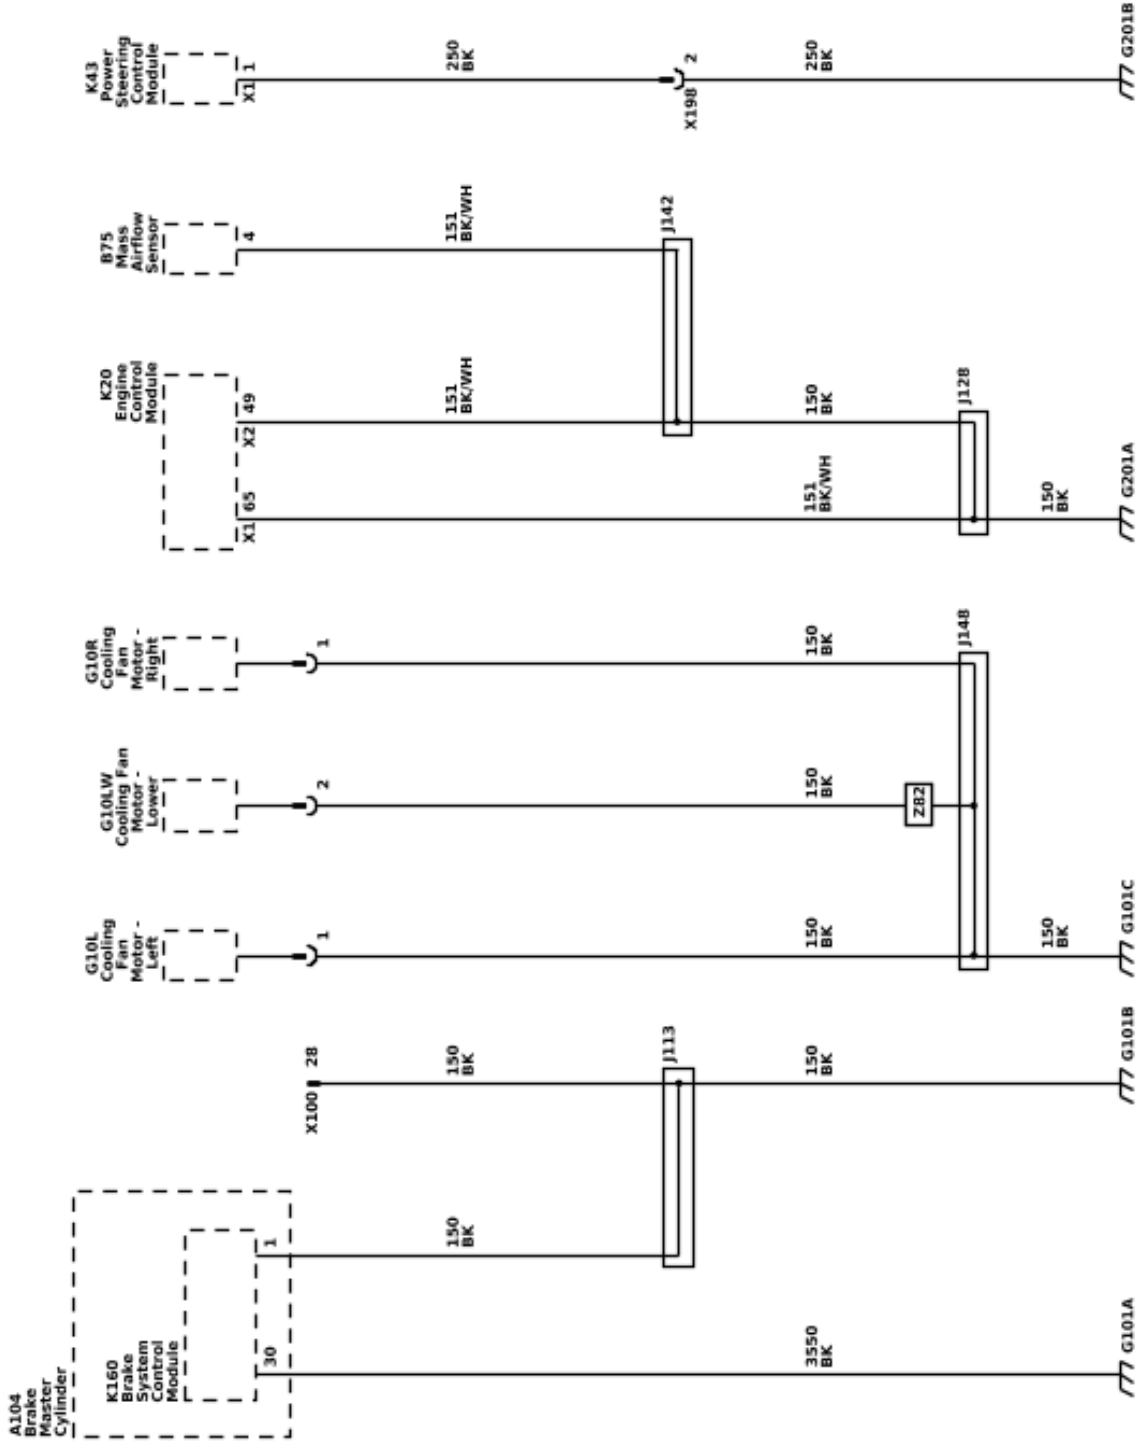 A104
Brake
Master
Cylinder
K160
Brake
System
Control
Module
30
1
3550
BK
G101A
150
BK
X100
28
150
BK
J113
150
BK
G101B
G10L
Cooling
Fan
Motor -
Left
1
150
BK
150
BK
G101C
G10LW
Cooling Fan
Motor -
Lower
2
150
BK
Z82
G10R
Cooling
Fan
Motor -
Right
1
150
BK
J148
K20
Engine
Control
Module
X1
65
X2
49
151
BK/WH
150
BK
G201A
151
BK/WH
150
BK
J128
B75
Mass
Airflow
Sensor
4
151
BK/WH
J142
K43
Power
Steering
Control
Module
X1
1
250
BK
X198
2
250
BK
G201B